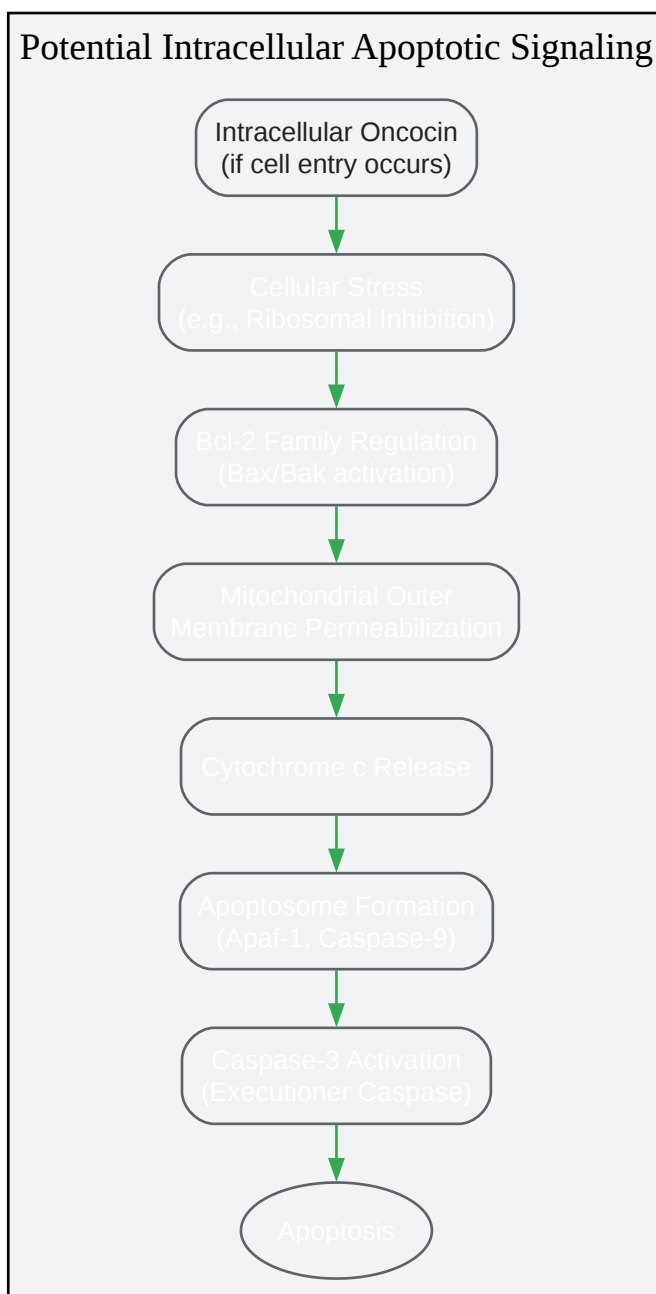 Potential Intracellular Apoptotic Signaling
Intracellular Oncocin
(if cell entry occurs)
Cellular Stress
(e.g., Ribosomal Inhibition)
Bcl-2 Family Regulation
(Bax/Bak activation)
Mitochondrial Outer
Membrane Permeabilization
Cytochrome c Release
Apoptosome Formation
(Apaf-1, Caspase-9)
Caspase-3 Activation
(Executioner Caspase)
Apoptosis